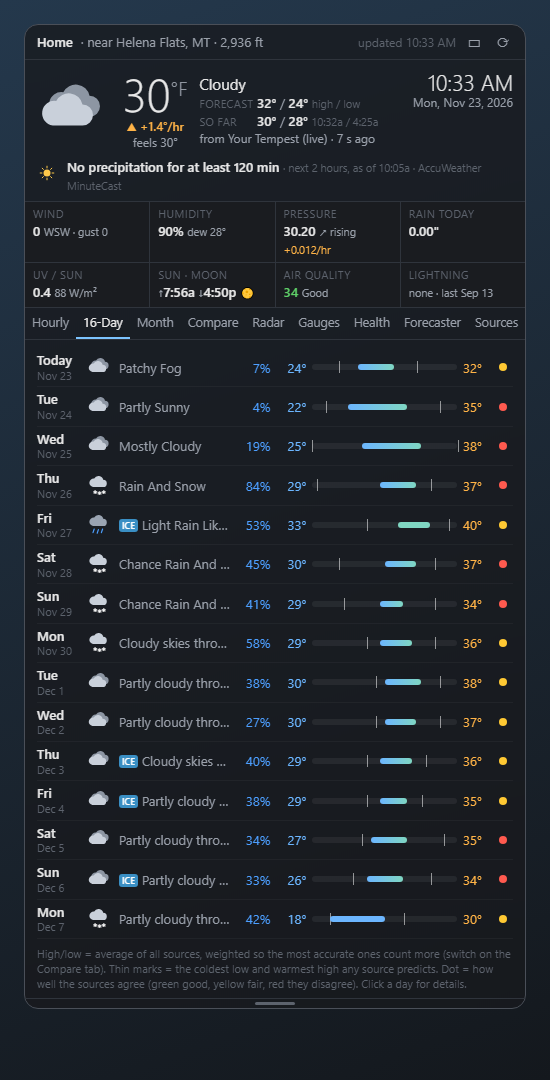 Home · near Helena Flats, MT · 2,936 ft updated 10:33 AM
30°F Cloudy 10:33 AM
FORECAST 32° / 24° high / low Mon, Nov 23, 2026
▲ +1.4°/hr SO FAR 30° / 28° 10:32a / 4:25a
feels 30° from Your Tempest (live) · 7 s ago
No precipitation for at least 120 min · next 2 hours, as of 10:05a · AccuWeather
MinuteCast
WIND HUMIDITY PRESSURE RAIN TODAY
0 WSW · gust 0 90% dew 28° 30.20 ↗ rising 0.00"
+0.012/hr
UV / SUN SUN · MOON AIR QUALITY LIGHTNING
0.4 88 W/m² ↑7:56a ↓4:50p 34 Good none · last Sep 13
Hourly 16-Day Month Compare Radar Gauges Health Forecaster Sources
Today Patchy Fog 7% 24° 32°
Nov 23
Tue Partly Sunny 4% 22° 35°
Nov 24
Wed Mostly Cloudy 19% 25° 38°
Nov 25
Thu Rain And Snow 84% 29° 37°
Nov 26
Fri ICE Light Rain Lik... 53% 33° 40°
Nov 27
Sat Chance Rain And ... 45% 30° 37°
Nov 28
Sun Chance Rain And ... 41% 29° 34°
Nov 29
Mon Cloudy skies thro... 58% 29° 36°
Nov 30
Tue Partly cloudy thro... 38% 30° 38°
Dec 1
Wed Partly cloudy thro... 27% 30° 37°
Dec 2
Thu ICE Cloudy skies ... 40% 29° 36°
Dec 3
Fri ICE Partly cloudy ... 38% 29° 35°
Dec 4
Sat Partly cloudy thro... 34% 27° 35°
Dec 5
Sun ICE Partly cloudy ... 33% 26° 34°
Dec 6
Mon Partly cloudy thro... 42% 18° 30°
Dec 7
High/low = average of all sources, weighted so the most accurate ones count more (switch on the
Compare tab). Thin marks = the coldest low and warmest high any source predicts. Dot = how
well the sources agree (green good, yellow fair, red they disagree). Click a day for details.